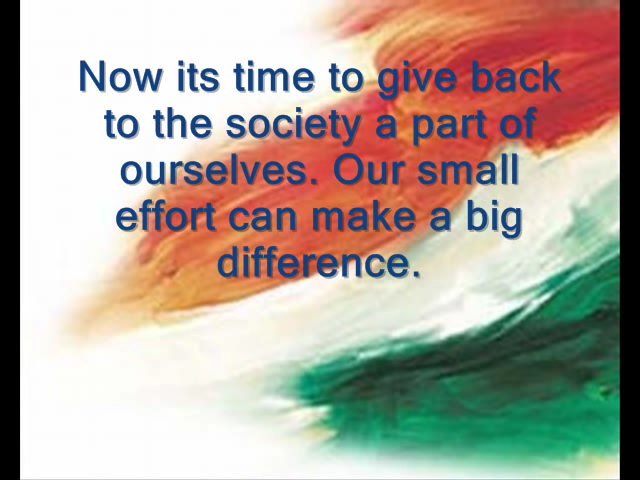 Now its time to give back
to the society a part of
ourselves. Our small
effort can make a big
difference.